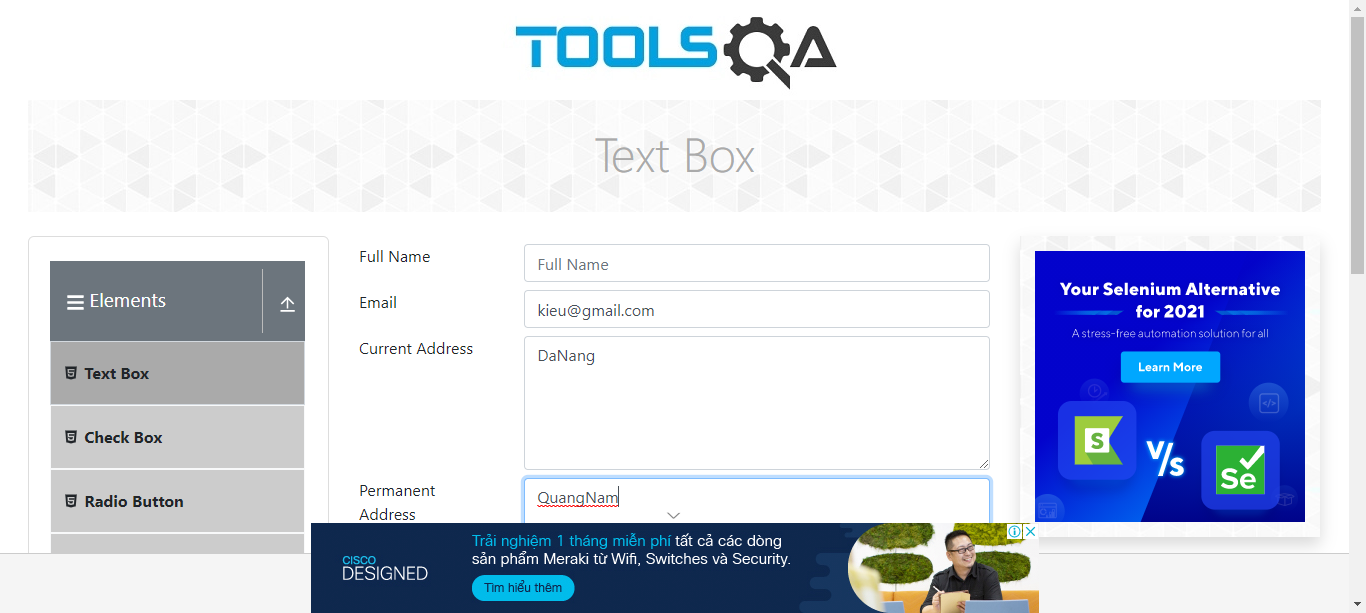 TOOLSQA
Text Box
Elements
Text Box
Check Box
Radio Button
Full Name
Full Name
Email
kieu@gmail.com
Current Address
DaNang
Permanent
Address
QuangNam
Your Selenium Alternative
for 2021
A stress-free automation solution for all
Learn More
S
V/s
Se
CISCO
DESIGNED
Trải nghiệm 1 tháng miễn phí tất cả các dòng
sản phẩm Meraki từ Wifi, Switches và Security.
Tìm hiểu thêm